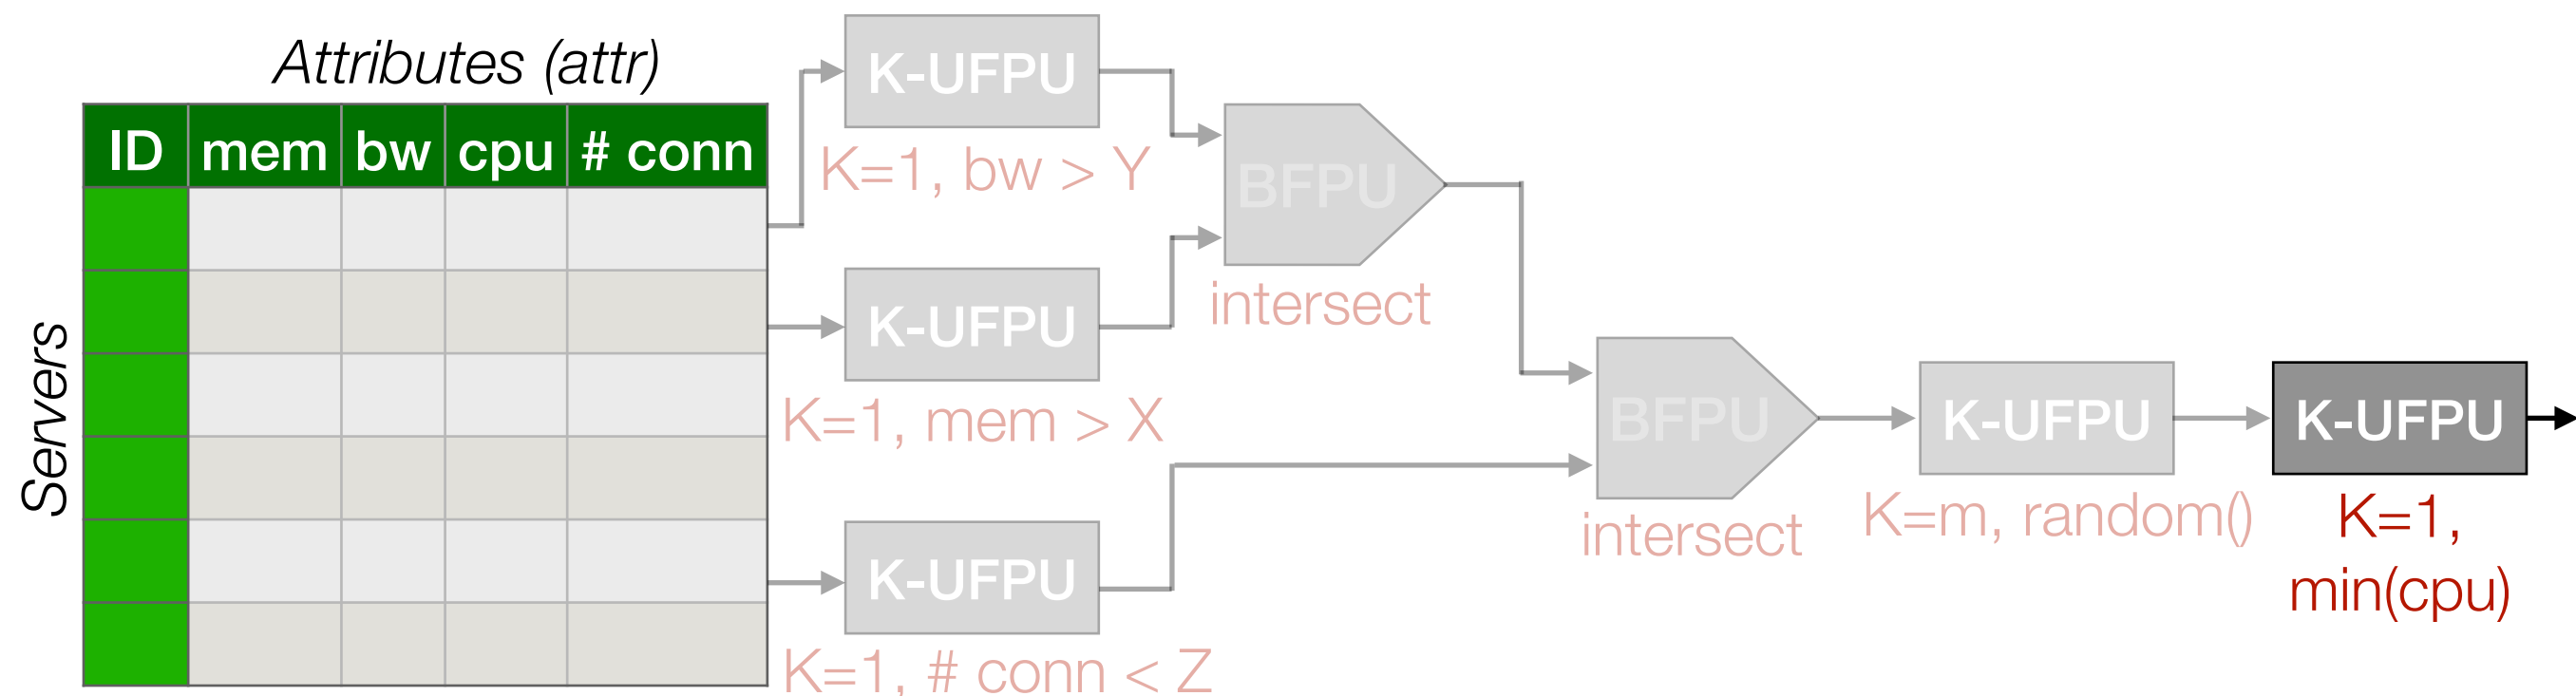 Attributes (attr)
Servers
ID mem bw cpu # conn
K-UFPU
K=1, bw > Y
K-UFPU
K=1, mem > X
K-UFPU
K=1, # conn < Z
BFPU
intersect
BFPU
intersect
K-UFPU
K=m, random()
K-UFPU
K=1,
min(cpu)